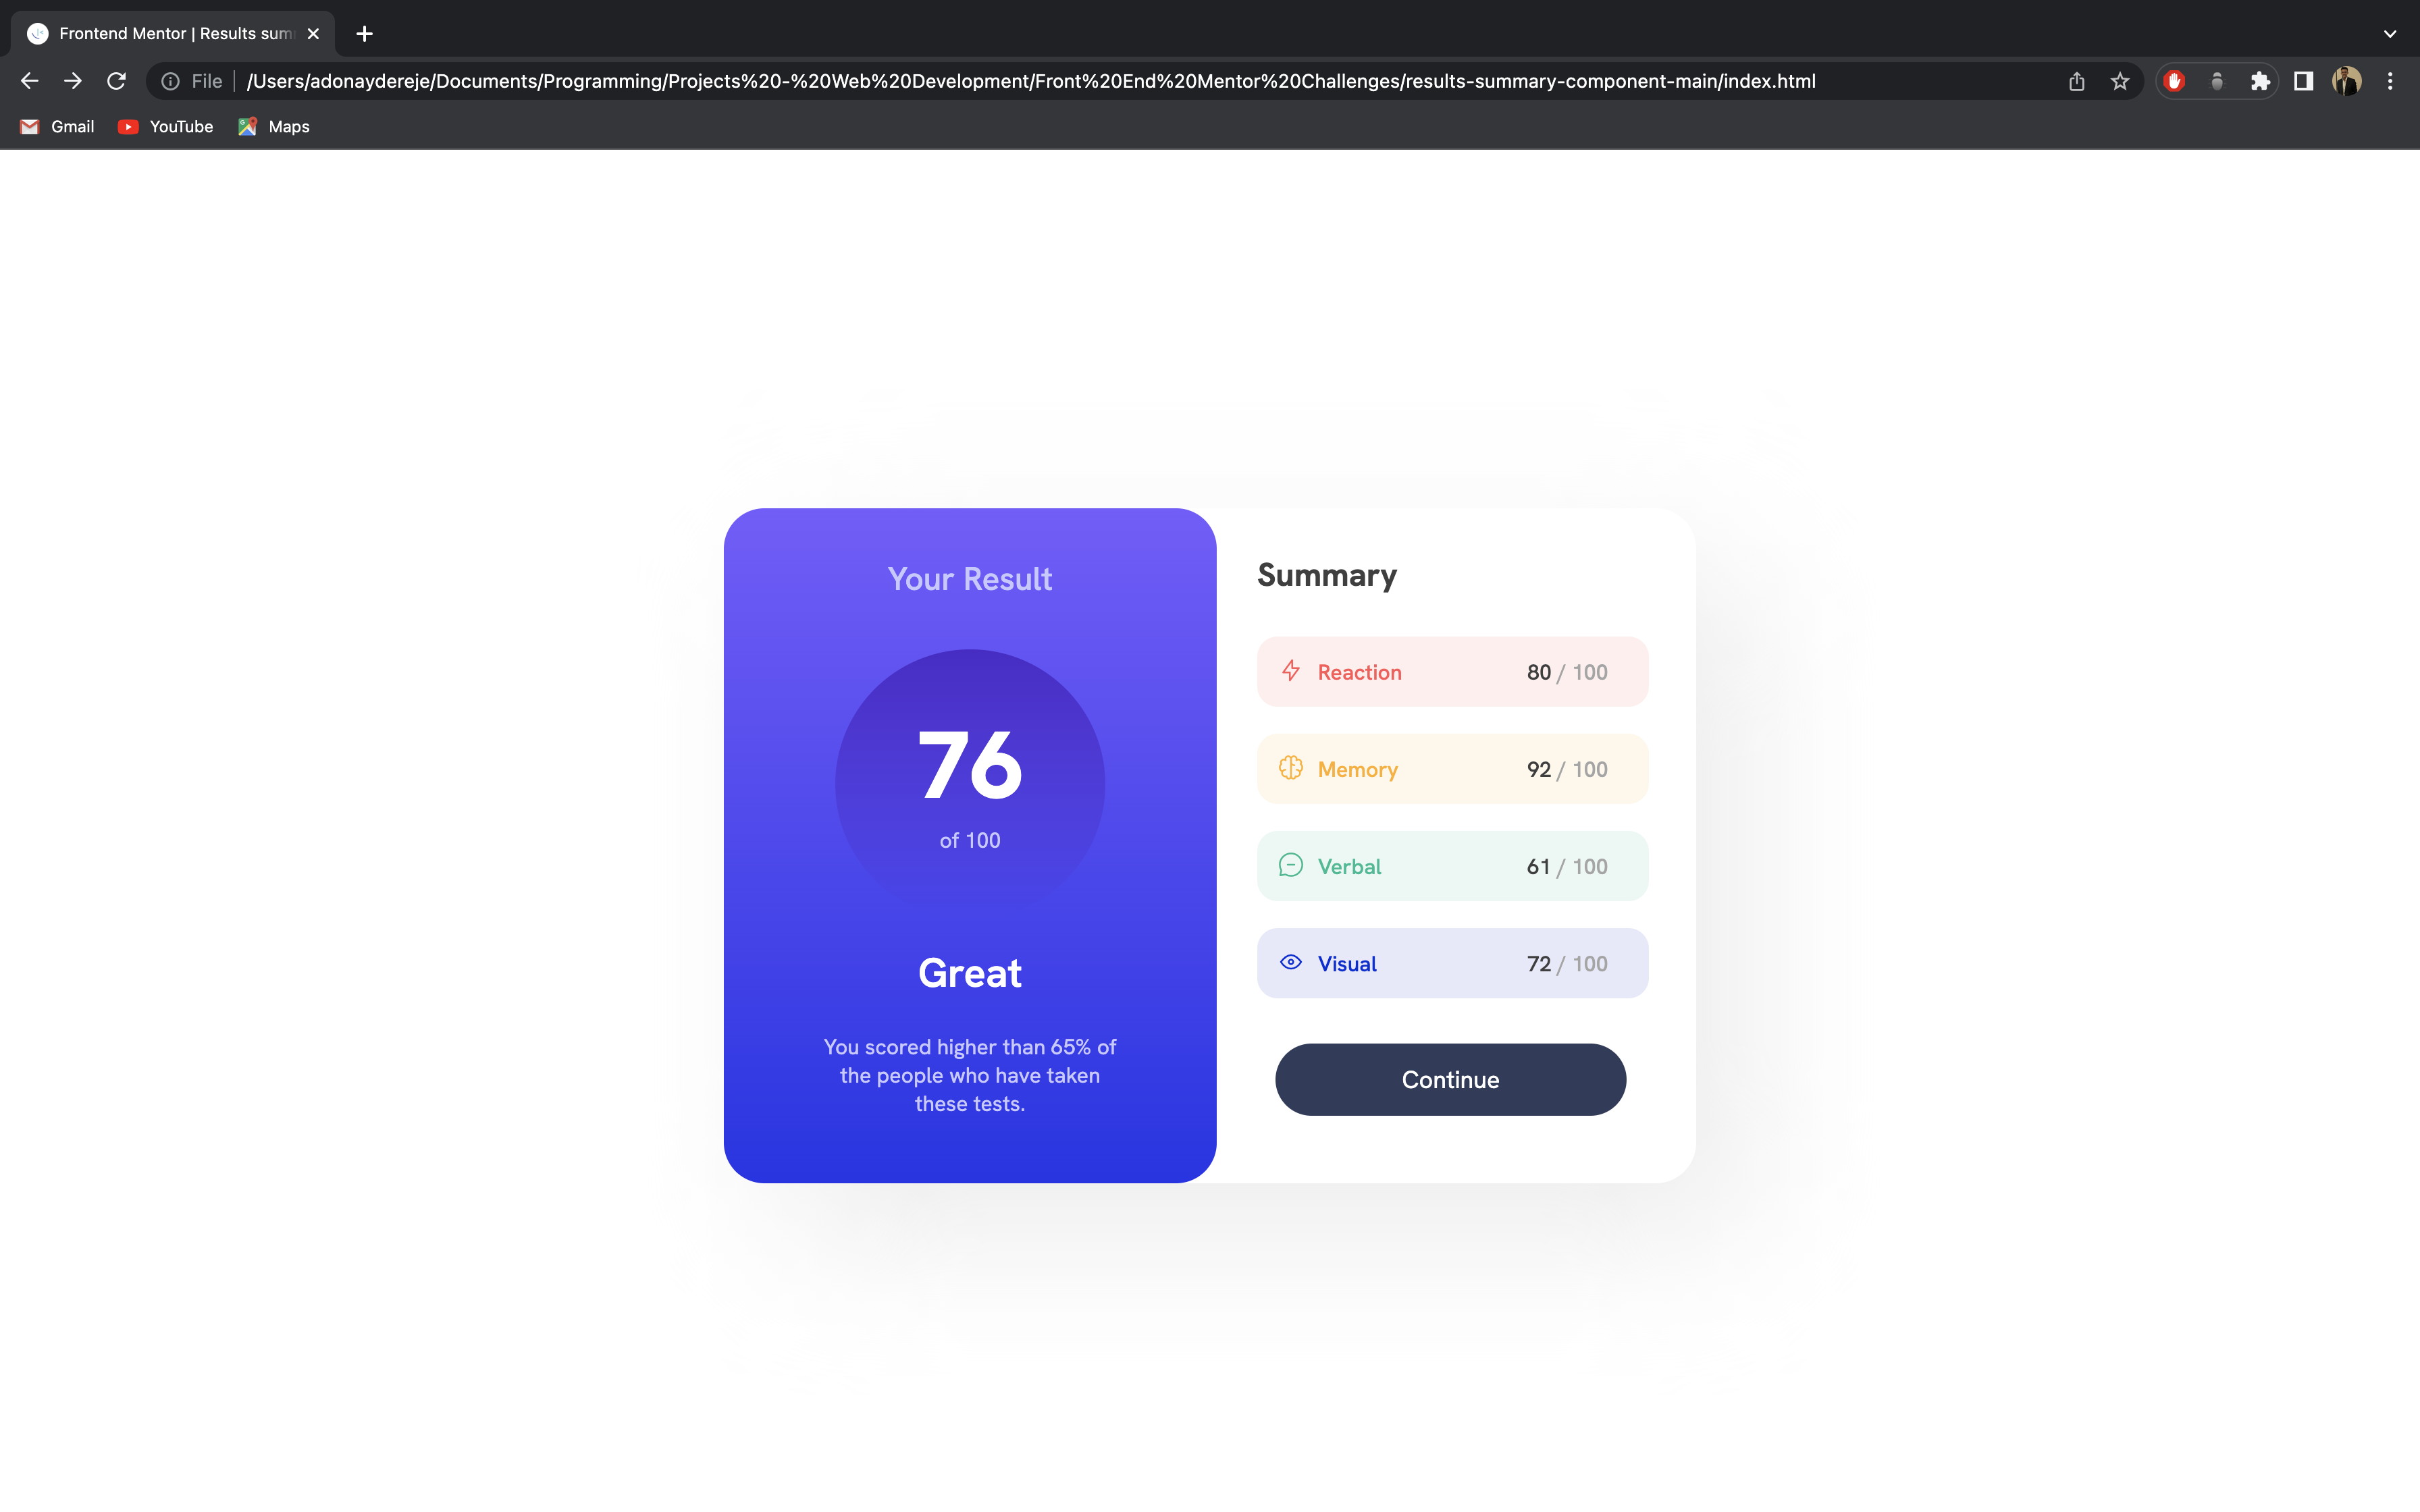 Frontend Mentor | Results sum
File
/Users/adonaydereje/Documents/Programming/Projects%20-%20Web%20Development/Front%20End%20Mentor%20Challenges/results-summary-component-main/index.html
Gmail
YouTube
Maps
Your Result
76
of 100
Great
You scored higher than 65% of
the people who have taken
these tests.
Summary
Reaction 80 / 100
Memory 92 / 100
Verbal 61 / 100
Visual 72 / 100
Continue